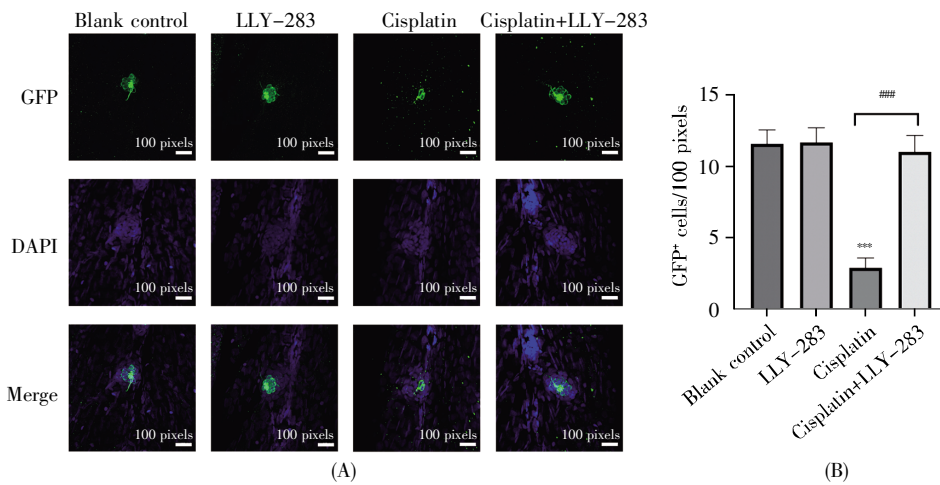 Blank control LLY-283 Cisplatin Cisplatin+LLY-283
GFP
100 pixels 100 pixels 100 pixels 100 pixels
DAPI
100 pixels 100 pixels 100 pixels 100 pixels
Merge
100 pixels 100 pixels 100 pixels 100 pixels
(A)
GFP⁺ cells/100 pixels
15
10
5
0
###
***
Blank control
LLY-283
Cisplatin
Cisplatin+LLY-283
(B)